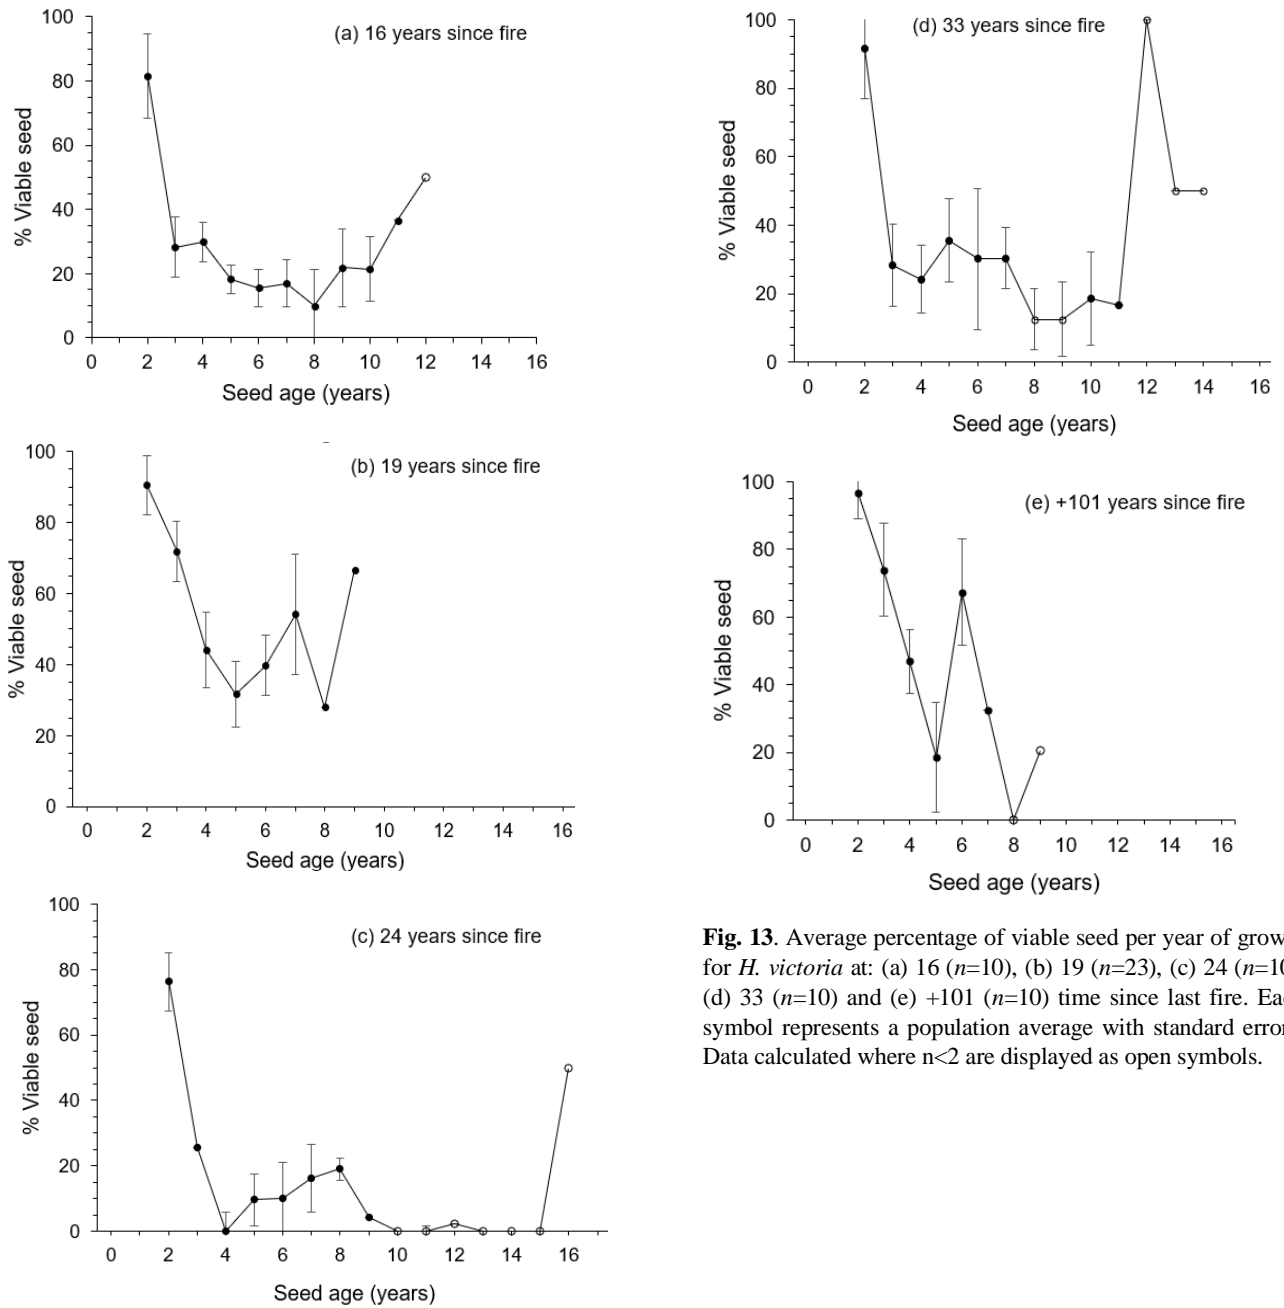 (a) 16 years since fire
% Viable seed
100
80
60
40
20
0
0 2 4 6 8 10 12 14 16
Seed age (years)
(b) 19 years since fire
% Viable seed
100
80
60
40
20
0
0 2 4 6 8 10 12 14 16
Seed age (years)
(c) 24 years since fire
% Viable seed
100
80
60
40
20
0
0 2 4 6 8 10 12 14 16
Seed age (years)
(d) 33 years since fire
% Viable seed
100
80
60
40
20
0
0 2 4 6 8 10 12 14 16
Seed age (years)
(e) +101 years since fire
% Viable seed
100
80
60
40
20
0
0 2 4 6 8 10 12 14 16
Seed age (years)
Fig. 13. Average percentage of viable seed per year of grow
for H. victoria at: (a) 16 (n=10), (b) 19 (n=23), (c) 24 (n=10
(d) 33 (n=10) and (e) +101 (n=10) time since last fire. Eac
symbol represents a population average with standard error
Data calculated where n<2 are displayed as open symbols.